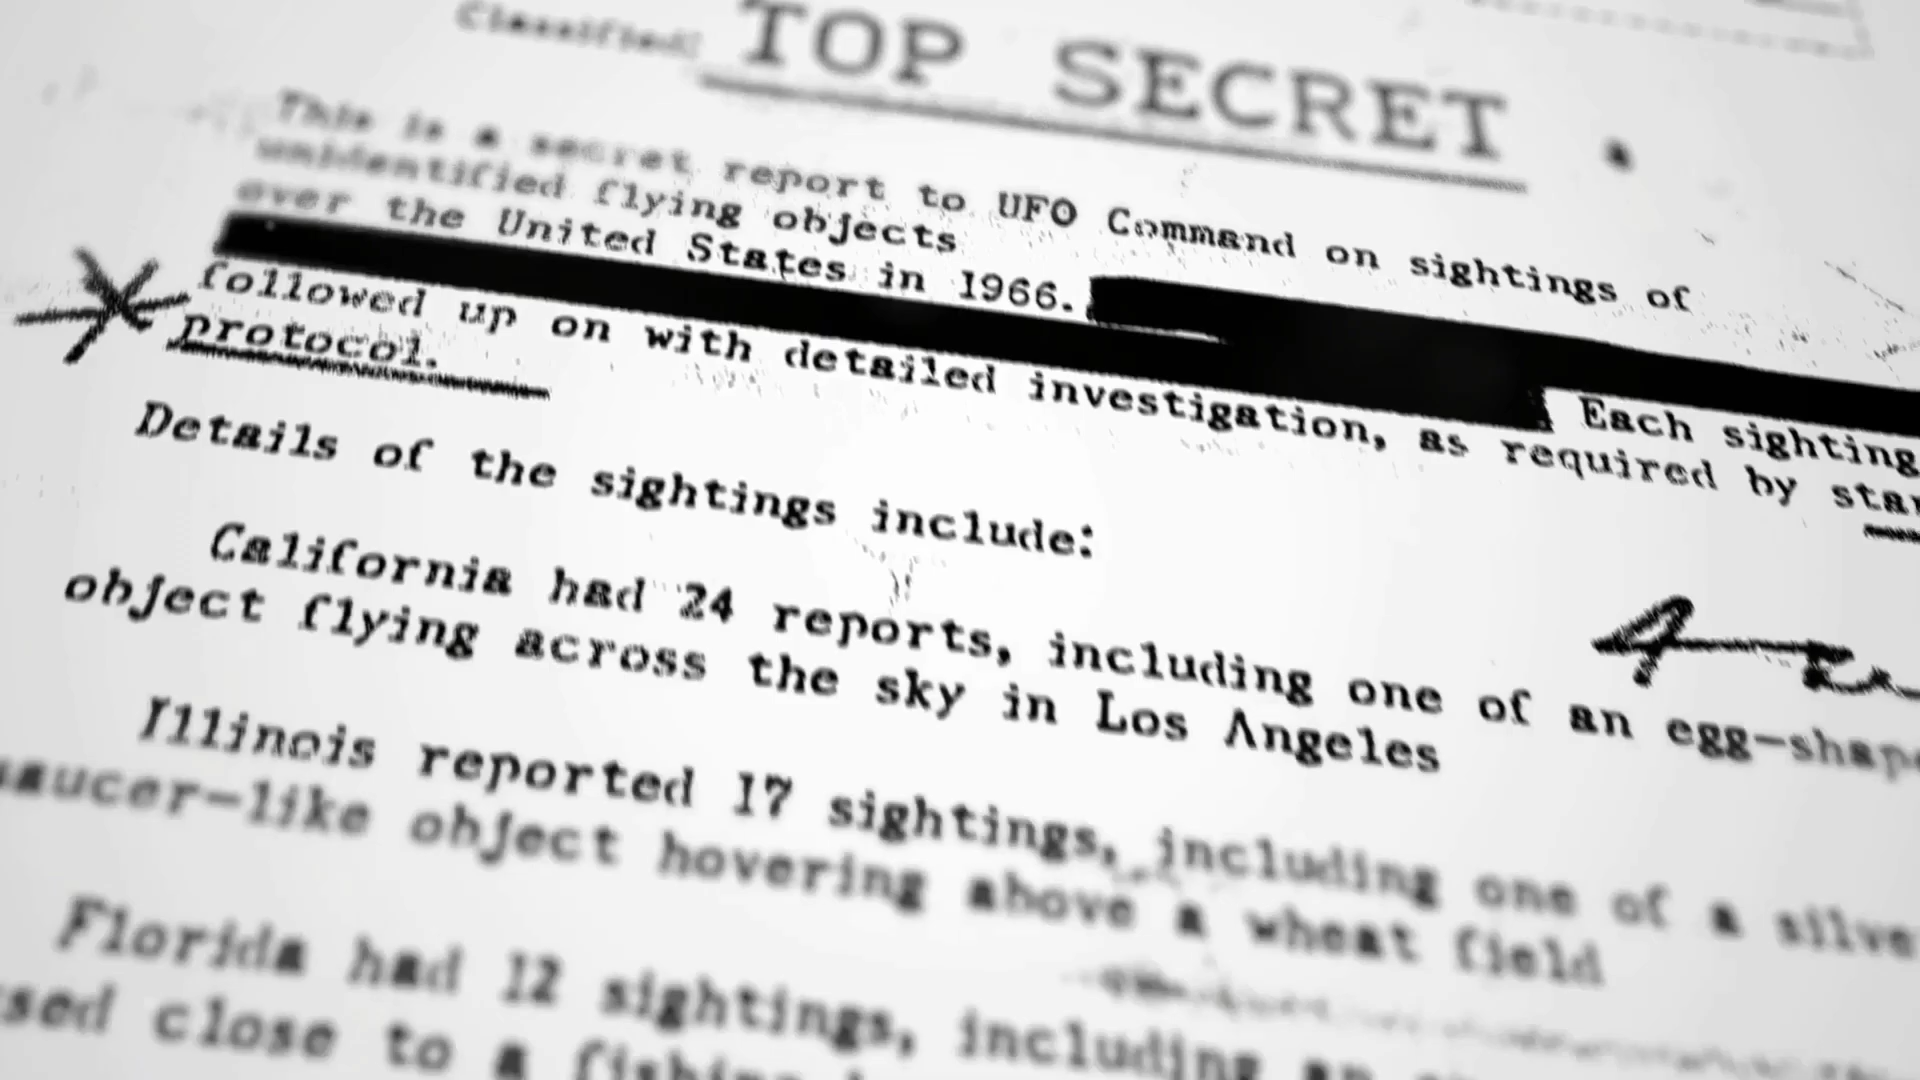 Classified: TOP SECRET
This is a secret report to UFO Command on sightings of
unidentified flying objects
over the United States in 1966.
Each sighting
followed up on with detailed investigation, as required by
protocol.
Details of the sightings include:
California had 24 reports, including one of an egg-shape
object flying across the sky in Los Angeles
Illinois reported 17 sightings, including one of a silve
saucer-like object hovering above a wheat field
Florida had 12 sightings, including an
sed close to a fishing